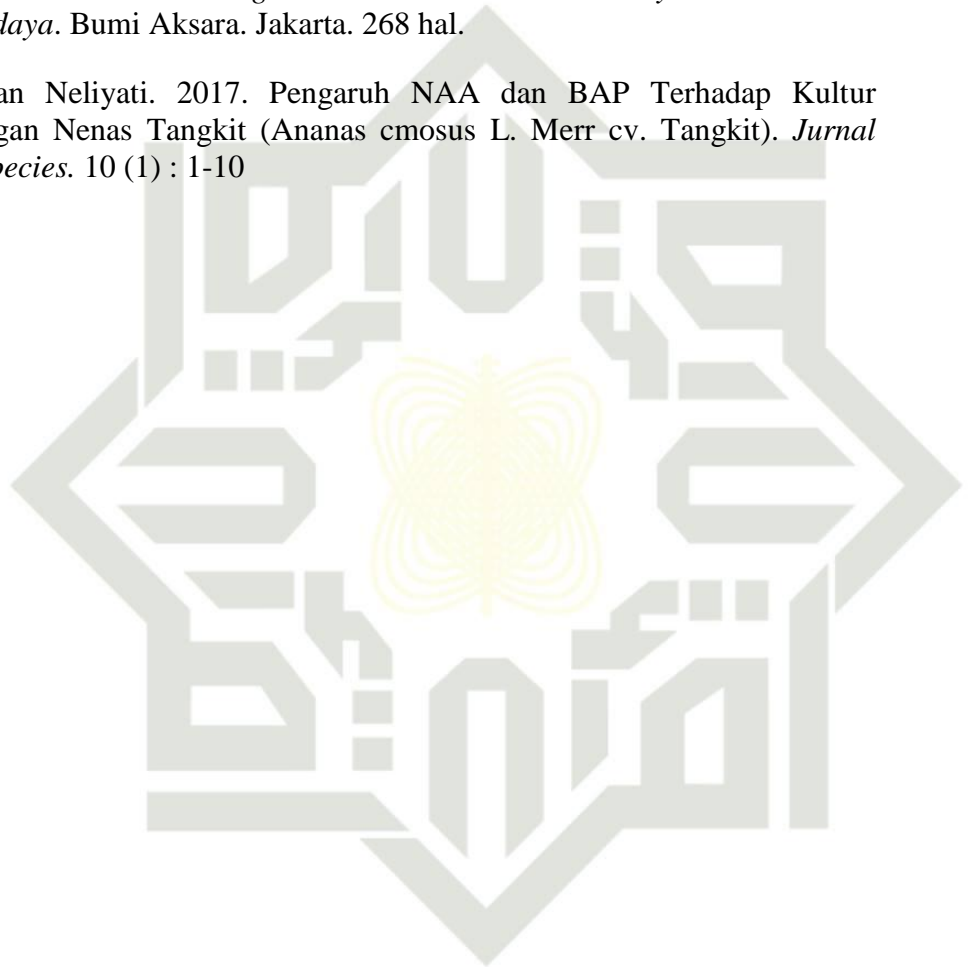 daya. Bumi Aksara. Jakarta. 268 hal.
an Neliyati. 2017. Pengaruh NAA dan BAP Terhadap Kultur
gan Nenas Tangkit (Ananas cmosus L. Merr cv. Tangkit). Jurnal
pecies. 10 (1) : 1-10